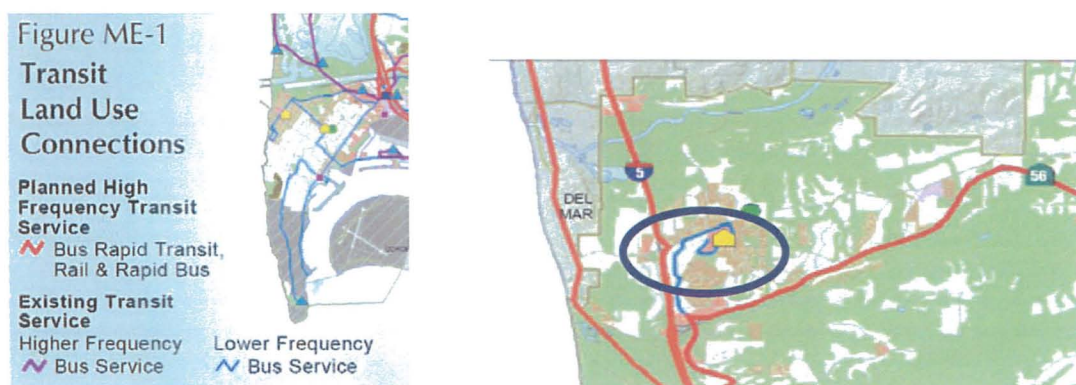 Figure ME-1
Transit
Land Use
Connections
Planned High
Frequency Transit
Service
Bus Rapid Transit,
Rail & Rapid Bus
Existing Transit
Service
Higher Frequency
Bus Service
Lower Frequency
Bus Service
5
DEL
MAR
56